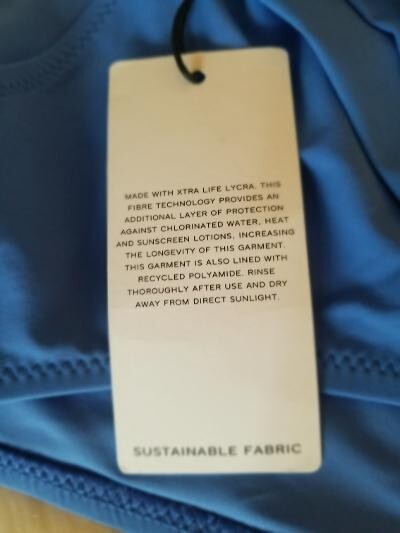 MADE WITH XTRA LIFE LYCRA. THIS
FIBRE TECHNOLOGY PROVIDES AN
ADDITIONAL LAYER OF PROTECTION
AGAINST CHLORINATED WATER, HEAT
AND SUNSCREEN LOTIONS, INCREASING
THE LONGEVITY OF THIS GARMENT.
THIS GARMENT IS ALSO LINED WITH
RECYCLED POLYAMIDE. RINSE
THOROUGHLY AFTER USE AND DRY
AWAY FROM DIRECT SUNLIGHT.
SUSTAINABLE FABRIC